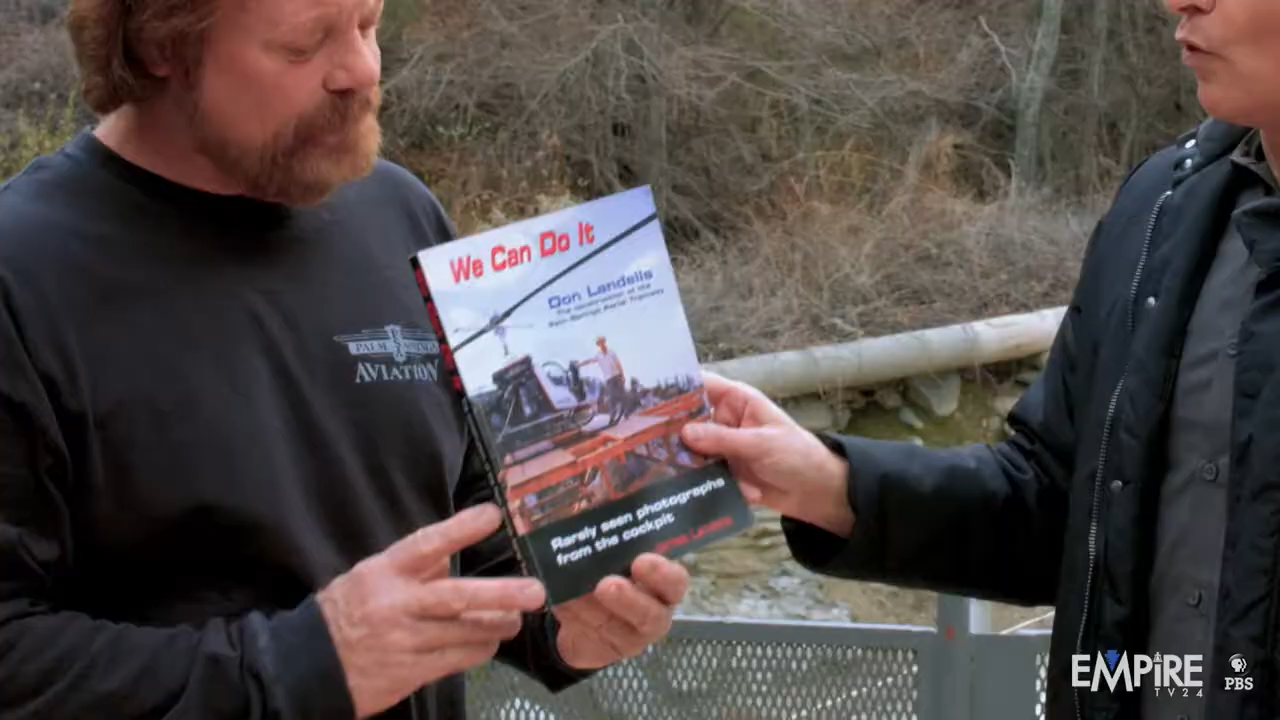 We Can Do It
Don Landells
The construction of the
Palm Springs Aerial Tramway
PALM SPRINGS
AVIATION
Rarely seen photographs
from the cockpit
EMPIRE
TV24
PBS